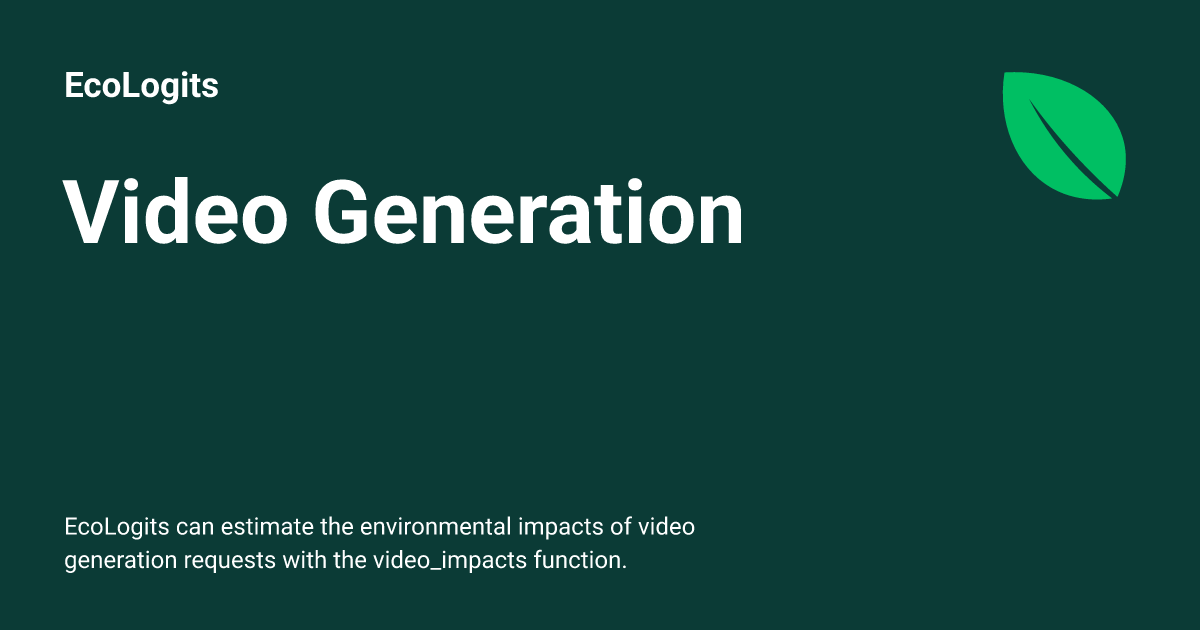 EcoLogits
Video Generation
EcoLogits can estimate the environmental impacts of video
generation requests with the video_impacts function.